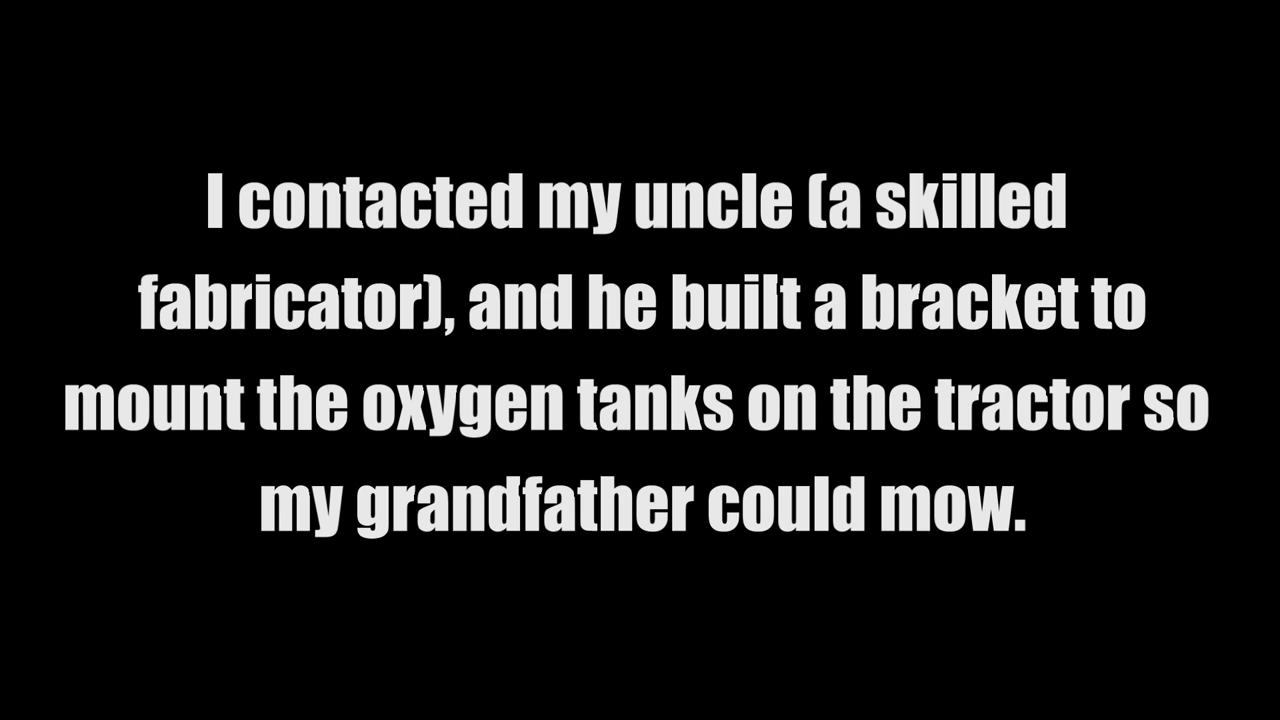 I contacted my uncle (a skilled
fabricator), and he built a bracket to
mount the oxygen tanks on the tractor so
my grandfather could mow.